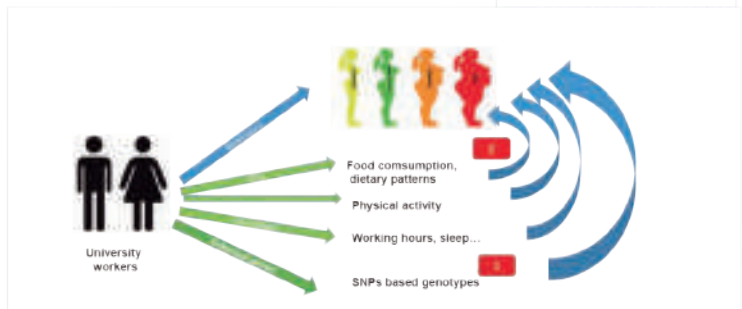 Food comsumption,
dietary patterns
Physical activity
Working hours, sleep...
SNPs based genotypes
University
workers